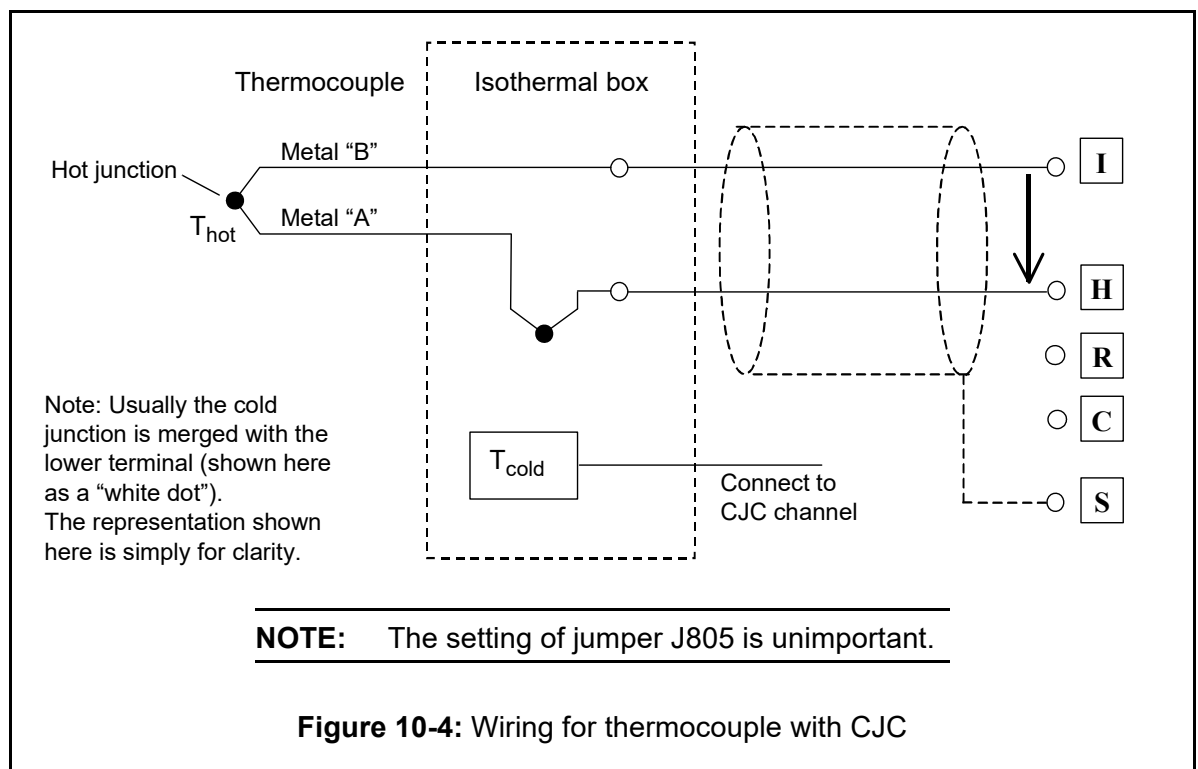 Thermocouple
Isothermal box
Metal “B”
I
Hot junction
Metal “A”
Thot
H
R
Note: Usually the cold
junction is merged with the
lower terminal (shown here
as a “white dot”).
The representation shown
here is simply for clarity.
C
Tcold
Connect to
CJC channel
S
NOTE: The setting of jumper J805 is unimportant.
Figure 10-4: Wiring for thermocouple with CJC